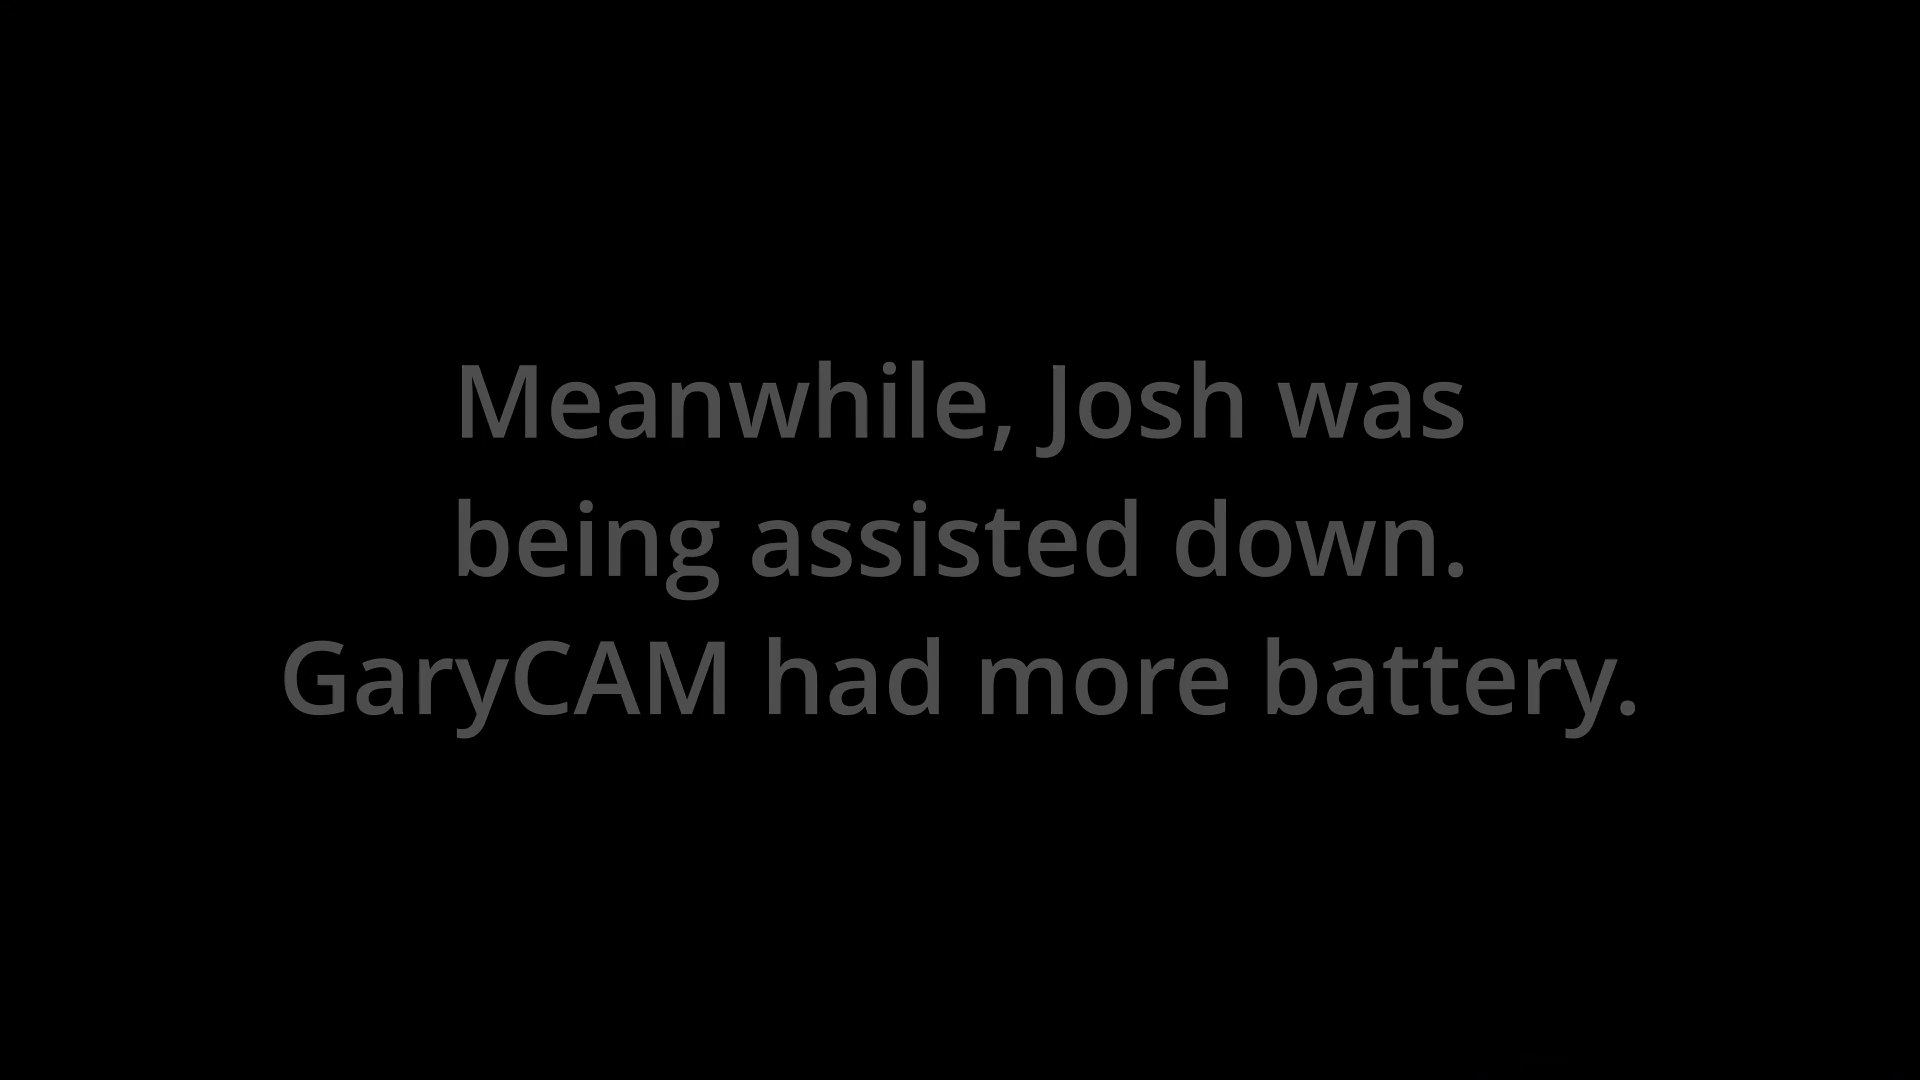 Meanwhile, Josh was
being assisted down.
GaryCAM had more battery.